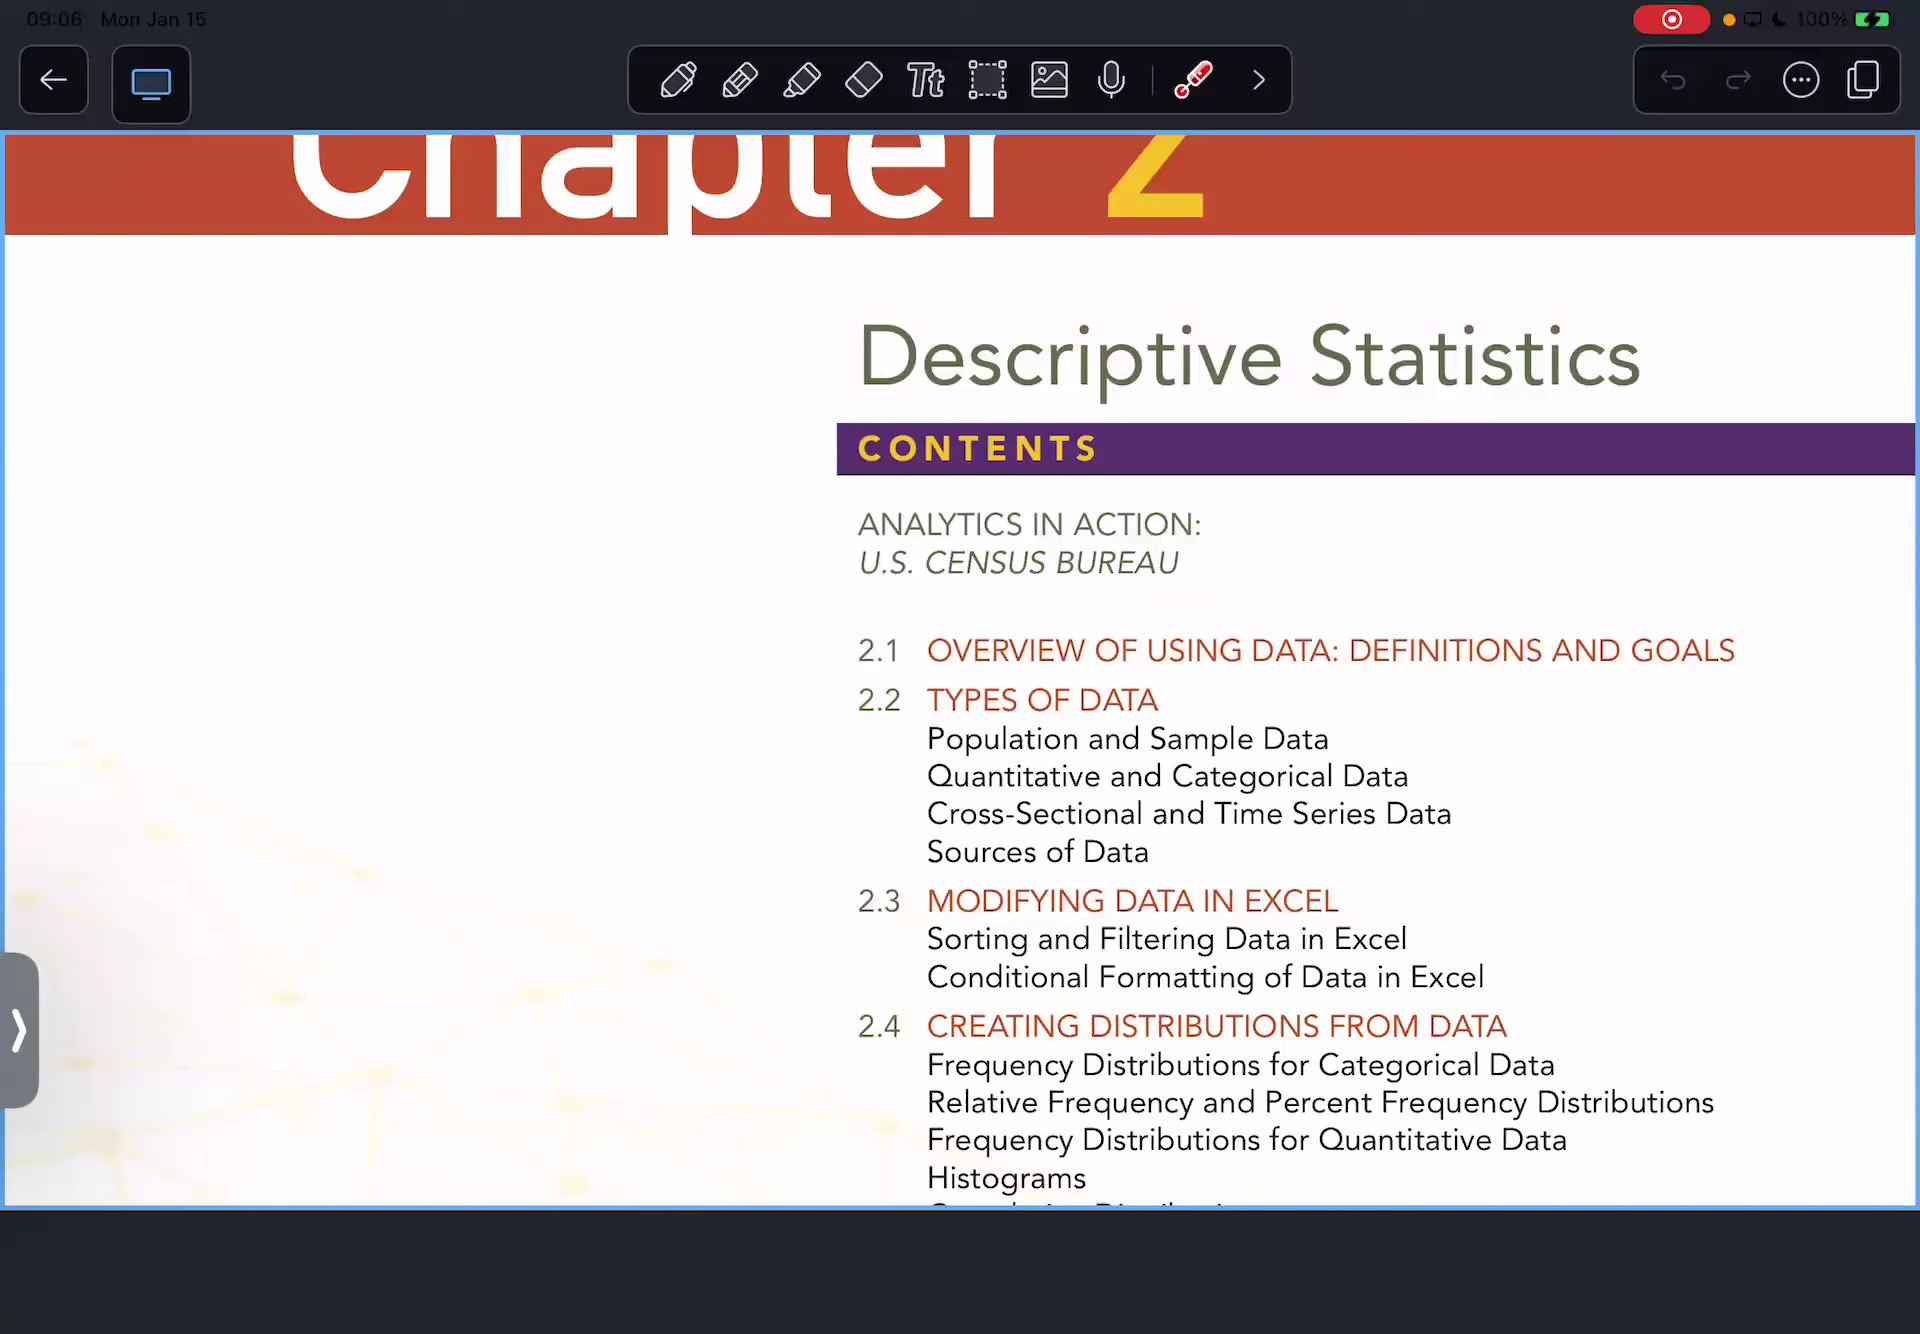 09:06 Mon Jan 15
100%
Tt
Chapter 2
Descriptive Statistics
CONTENTS
ANALYTICS IN ACTION:
U.S. CENSUS BUREAU
2.1 OVERVIEW OF USING DATA: DEFINITIONS AND GOALS
2.2 TYPES OF DATA
Population and Sample Data
Quantitative and Categorical Data
Cross-Sectional and Time Series Data
Sources of Data
2.3 MODIFYING DATA IN EXCEL
Sorting and Filtering Data in Excel
Conditional Formatting of Data in Excel
2.4 CREATING DISTRIBUTIONS FROM DATA
Frequency Distributions for Categorical Data
Relative Frequency and Percent Frequency Distributions
Frequency Distributions for Quantitative Data
Histograms